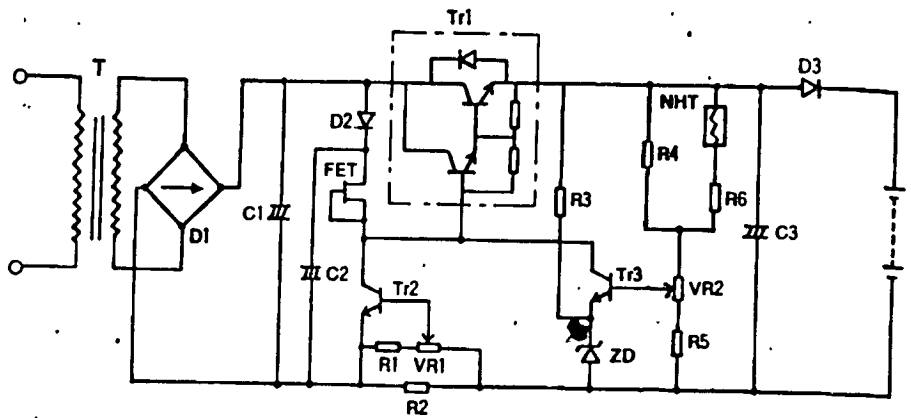 Tr1
T
D3
D2
NHT
FET
R4
R3
R6
C1
D1
C2
C3
Tr3
Tr2
VR2
R1
VR1
ZD
R5
R2